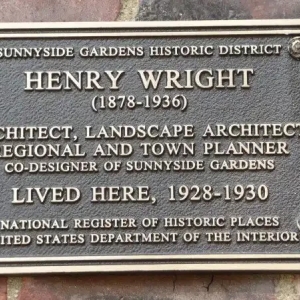 SUNNYSIDE GARDENS HISTORIC DISTRICT
HENRY WRIGHT
(1878-1936)
CHITECT, LANDSCAPE ARCHITECT
REGIONAL AND TOWN PLANNER
CO-DESIGNER OF SUNNYSIDE GARDENS
LIVED HERE, 1928-1930
NATIONAL REGISTER OF HISTORIC PLACES
NITED STATES DEPARTMENT OF THE INTERIOR